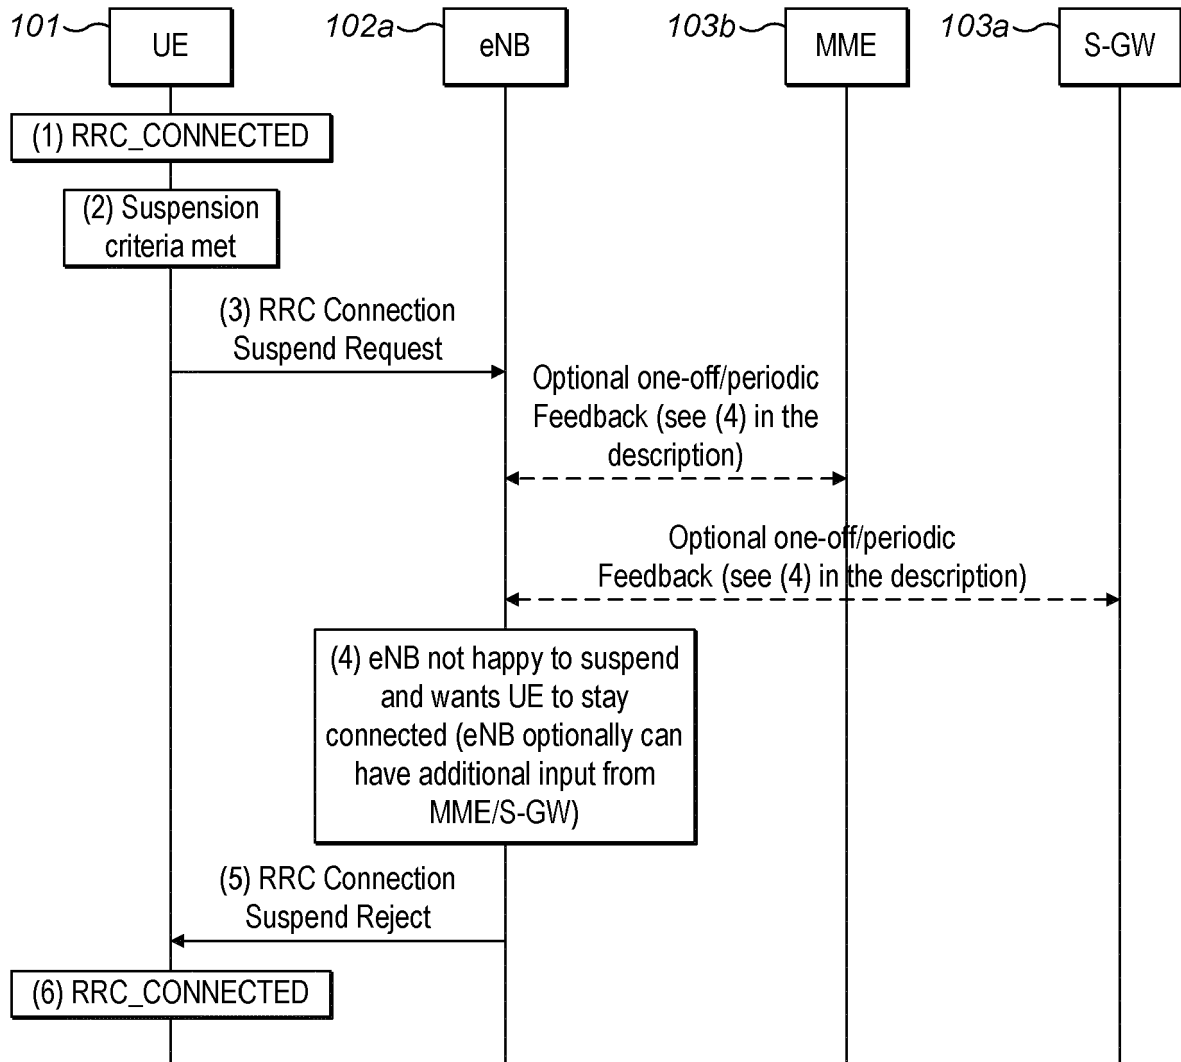 101
UE
102a
eNB
103b
MME
103a
S-GW
(1) RRC_CONNECTED
(2) Suspension
criteria met
(3) RRC Connection
Suspend Request
Optional one-off/periodic
Feedback (see (4) in the
description)
Optional one-off/periodic
Feedback (see (4) in the description)
(4) eNB not happy to suspend
and wants UE to stay
connected (eNB optionally can
have additional input from
MME/S-GW)
(5) RRC Connection
Suspend Reject
(6) RRC_CONNECTED